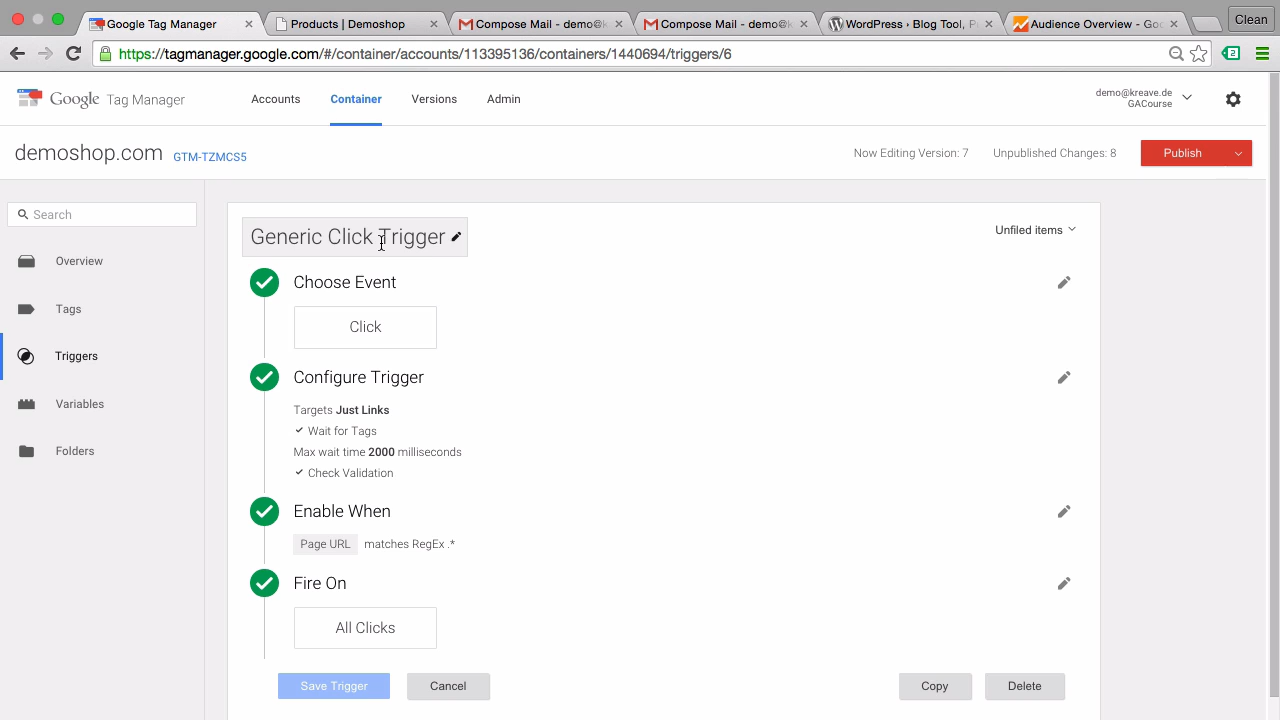 Google Tag Manager
Products | Demoshop
Compose Mail - demo@k
Compose Mail - demo@k
WordPress › Blog Tool, P
Audience Overview - Goo
Clean
https://tagmanager.google.com/#/container/accounts/113395136/containers/1440694/triggers/6
2
Google Tag Manager
Accounts
Container
Versions
Admin
demo@kreave.de
GACourse
demoshop.com GTM-TZMCS5
Now Editing Version: 7
Unpublished Changes: 8
Publish
Search
Overview
Tags
Triggers
Variables
Folders
Generic Click Trigger
Unfiled items
Choose Event
Click
Configure Trigger
Targets Just Links
Wait for Tags
Max wait time 2000 milliseconds
Check Validation
Enable When
Page URL matches RegEx .*
Fire On
All Clicks
Save Trigger
Cancel
Copy
Delete